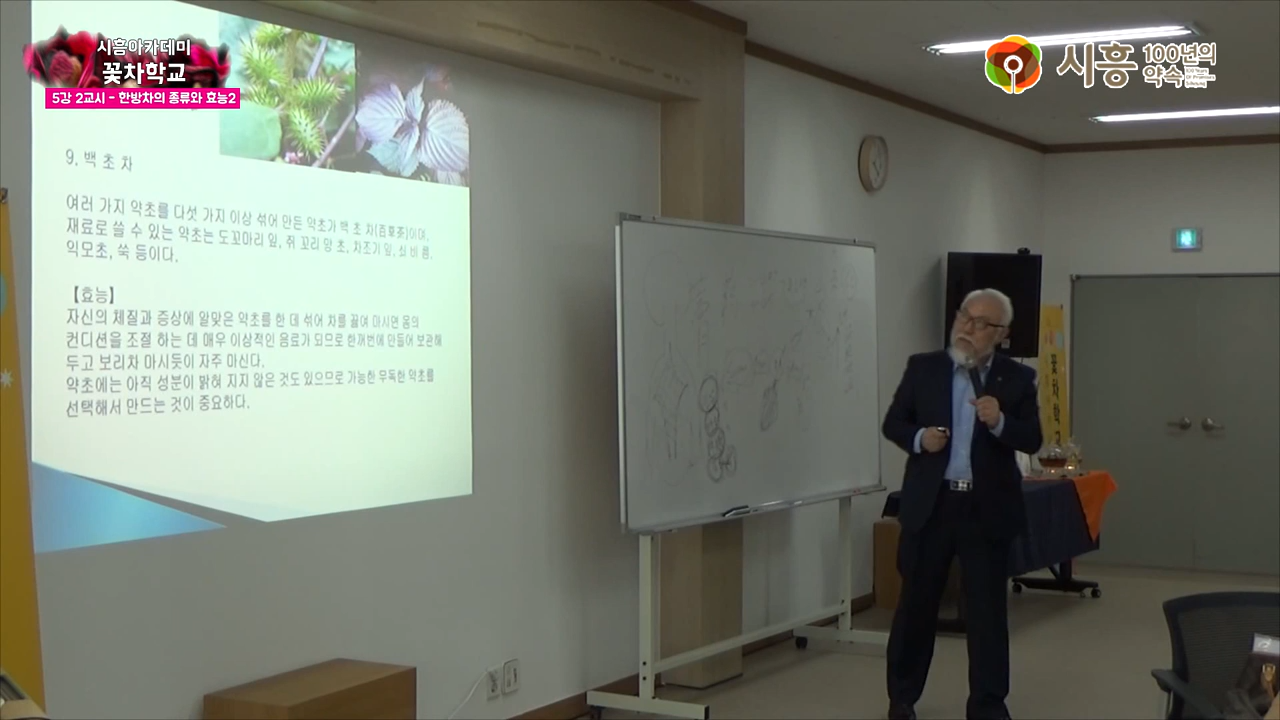 시흥아카데미
꽃차학교
5강 2교시 - 한방차의 종류와 효능2
시흥 100년의 약속
9. 백 초 차
여러 가지 약초를 다섯 가지 이상 섞어 만든 약초가 백 초 차(百草茶)이며,
재료로 쓸 수 있는 약초는 도꼬마리 잎, 쥐 꼬리 망 초, 차조기 잎, 쇠 비 름,
익모초, 쑥 등이다.
【효능】
자신의 체질과 증상에 알맞은 약초를 한 데 섞어 차를 끓여 마시면 몸의
컨디션을 조절 하는 데 매우 이상적인 음료가 되므로 한꺼번에 만들어 보관해
두고 보리차 마시듯이 자주 마신다.
약초에는 아직 성분이 밝혀 지지 않은 것도 있으므로 가능한 무독한 약초를
선택해서 만드는 것이 중요하다.
꽃차학교